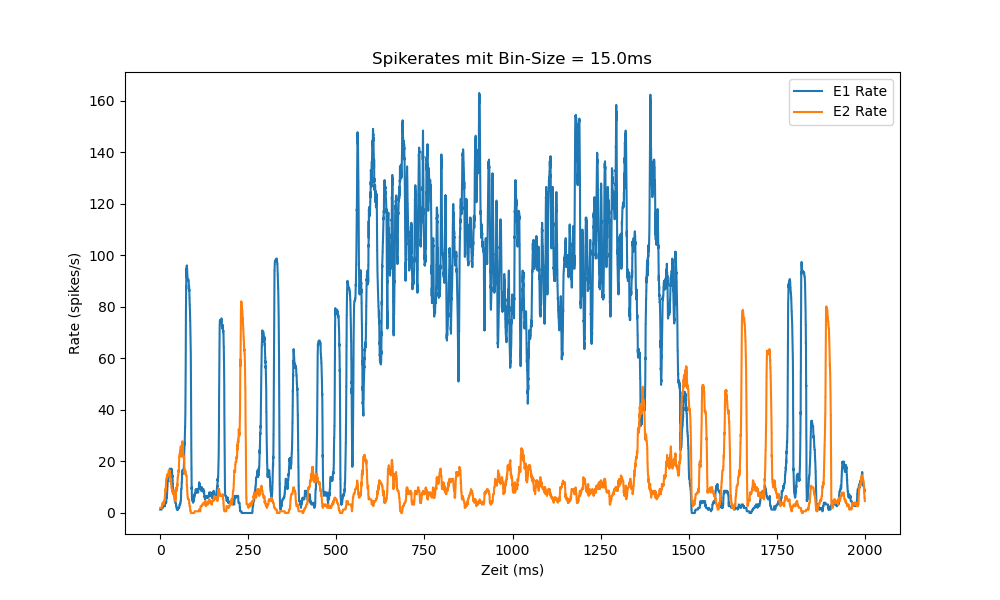 Spikerates mit Bin-Size = 15.0ms
E1 Rate
E2 Rate
Rate (spikes/s)
160
140
120
100
80
60
40
20
0
0 250 500 750 1000 1250 1500 1750 2000
Zeit (ms)